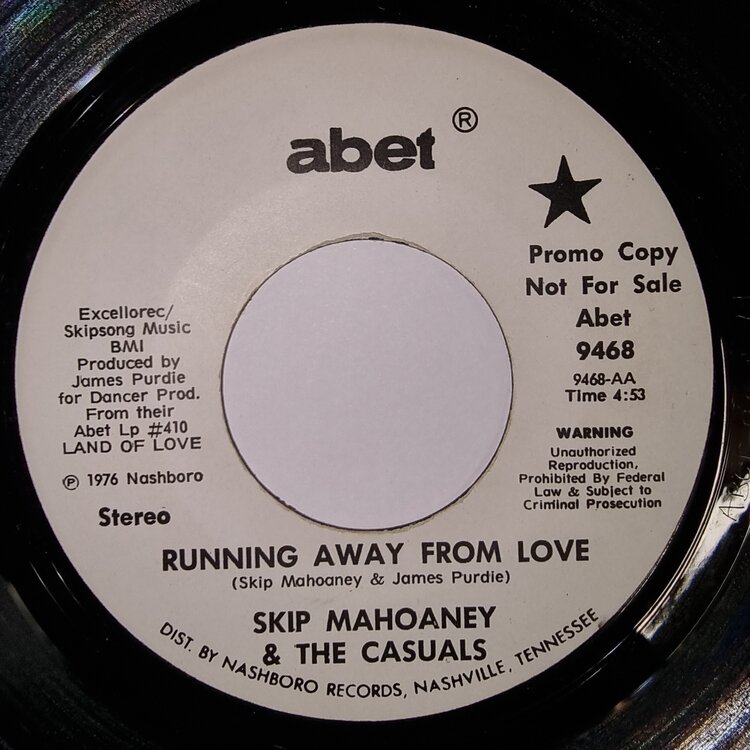 abet ®
Promo Copy
Not For Sale
Abet
9468
9468-AA
Time 4:53
WARNING
Unauthorized
Reproduction,
Prohibited By Federal
Law & Subject to
Criminal Prosecution
Excellorec/
Skipsong Music
BMI
Produced by
James Purdie
for Dancer Prod.
From their
Abet Lp #410
LAND OF LOVE
℗ 1976 Nashboro
Stereo
RUNNING AWAY FROM LOVE
(Skip Mahoaney & James Purdie)
SKIP MAHOANEY
& THE CASUALS
DIST. BY NASHBORO RECORDS, NASHVILLE, TENNESSEE